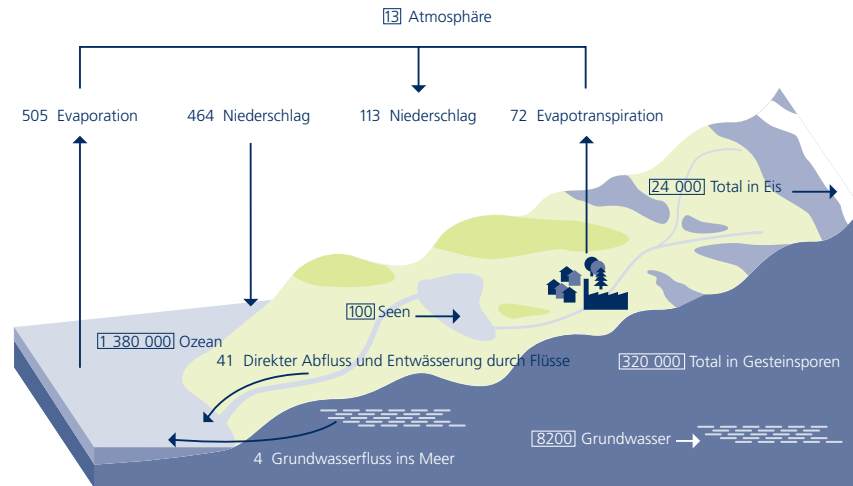 13 Atmosphäre
505 Evaporation
464 Niederschlag
113 Niederschlag
72 Evapotranspiration
24 000 Total in Eis
100 Seen
1 380 000 Ozean
41 Direkter Abfluss und Entwässerung durch Flüsse
320 000 Total in Gesteinsporen
8200 Grundwasser
4 Grundwasserfluss ins Meer